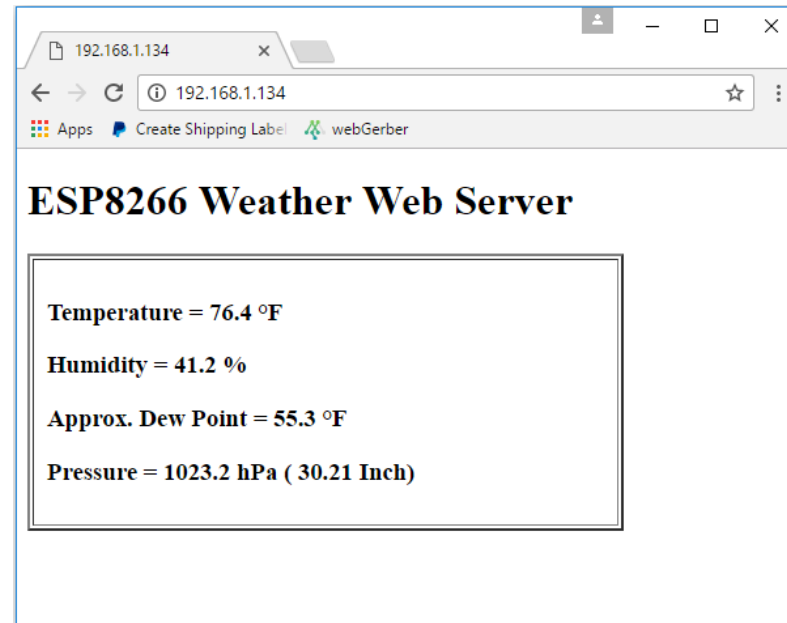 192.168.1.134
192.168.1.134
Apps Create Shipping Label webGerber
ESP8266 Weather Web Server
Temperature = 76.4 °F
Humidity = 41.2 %
Approx. Dew Point = 55.3 °F
Pressure = 1023.2 hPa ( 30.21 Inch)